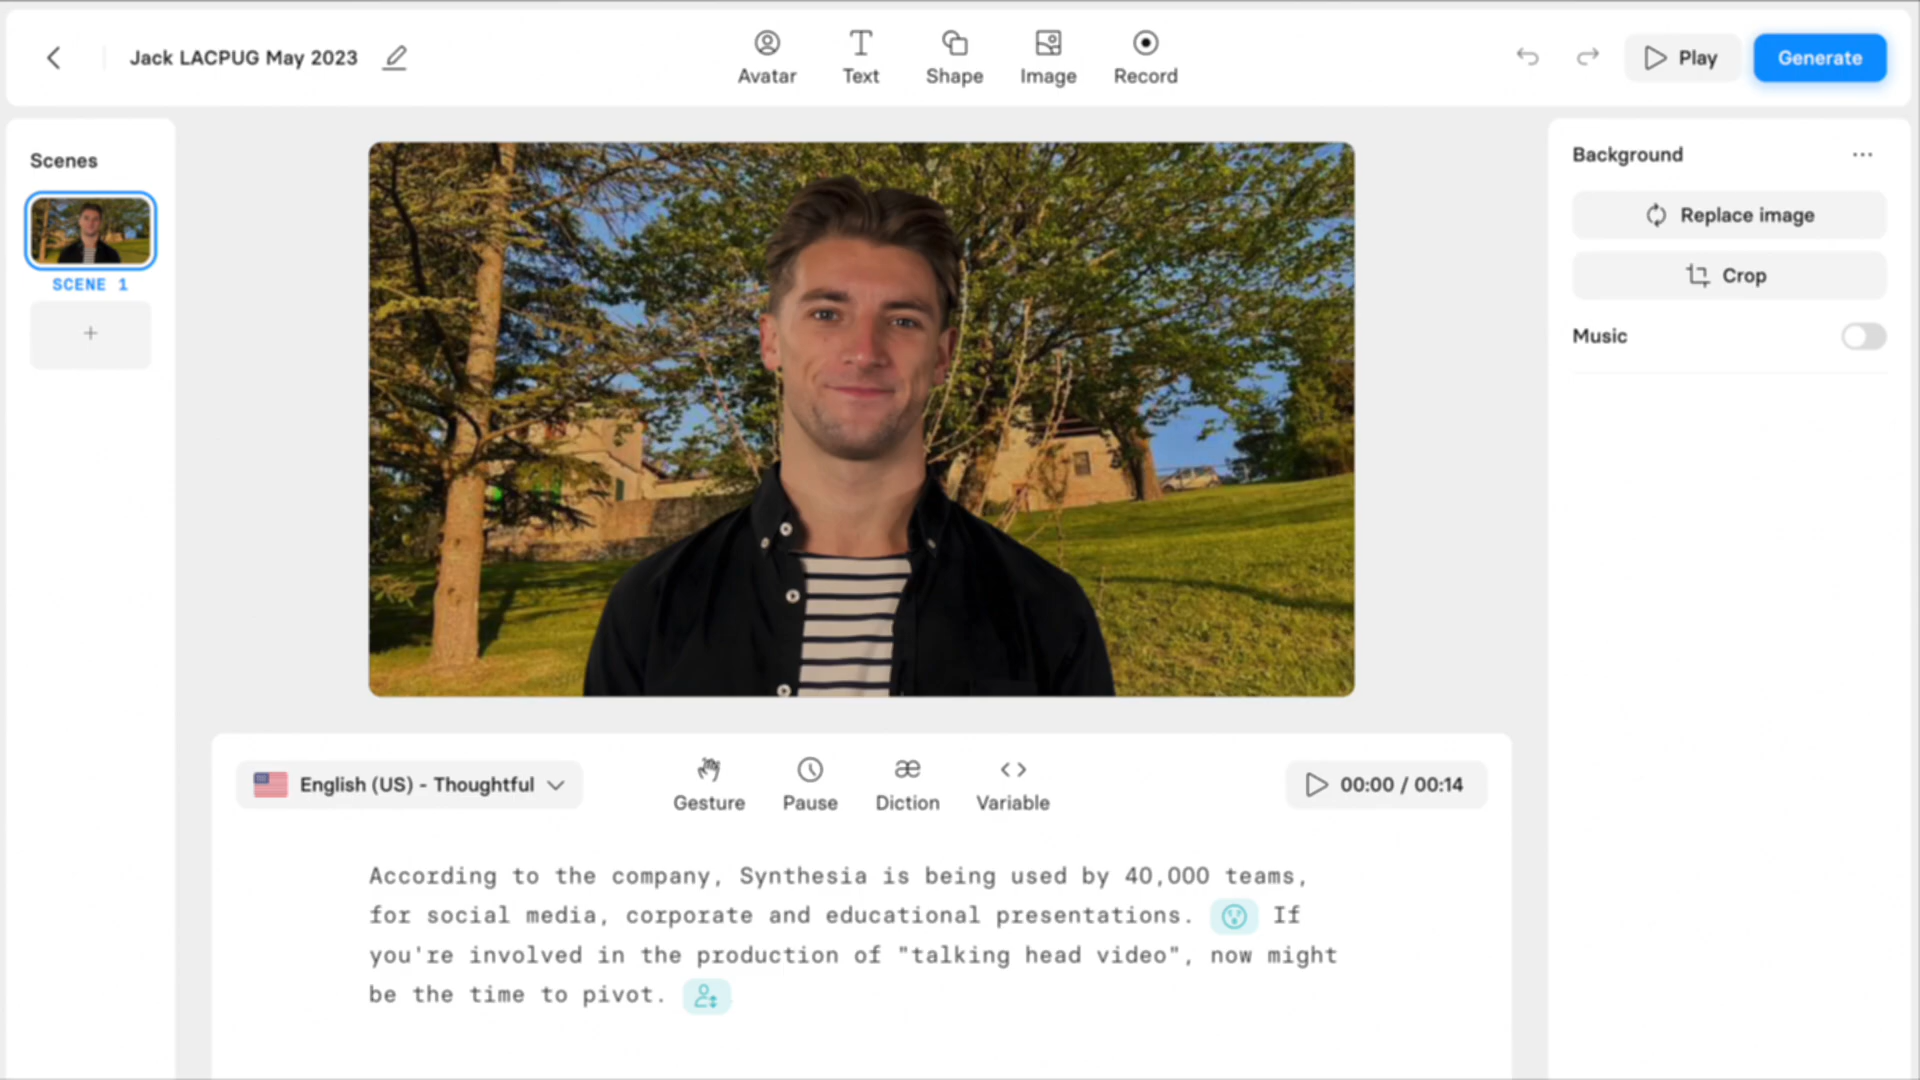 Jack LACPUG May 2023
Avatar
Text
Shape
Image
Record
Play
Generate
Scenes
SCENE 1
+
Background
Replace image
Crop
Music
English (US) - Thoughtful
Gesture
Pause
æ
Diction
Variable
00:00 / 00:14
According to the company, Synthesia is being used by 40,000 teams,
for social media, corporate and educational presentations. If
you're involved in the production of "talking head video", now might
be the time to pivot.